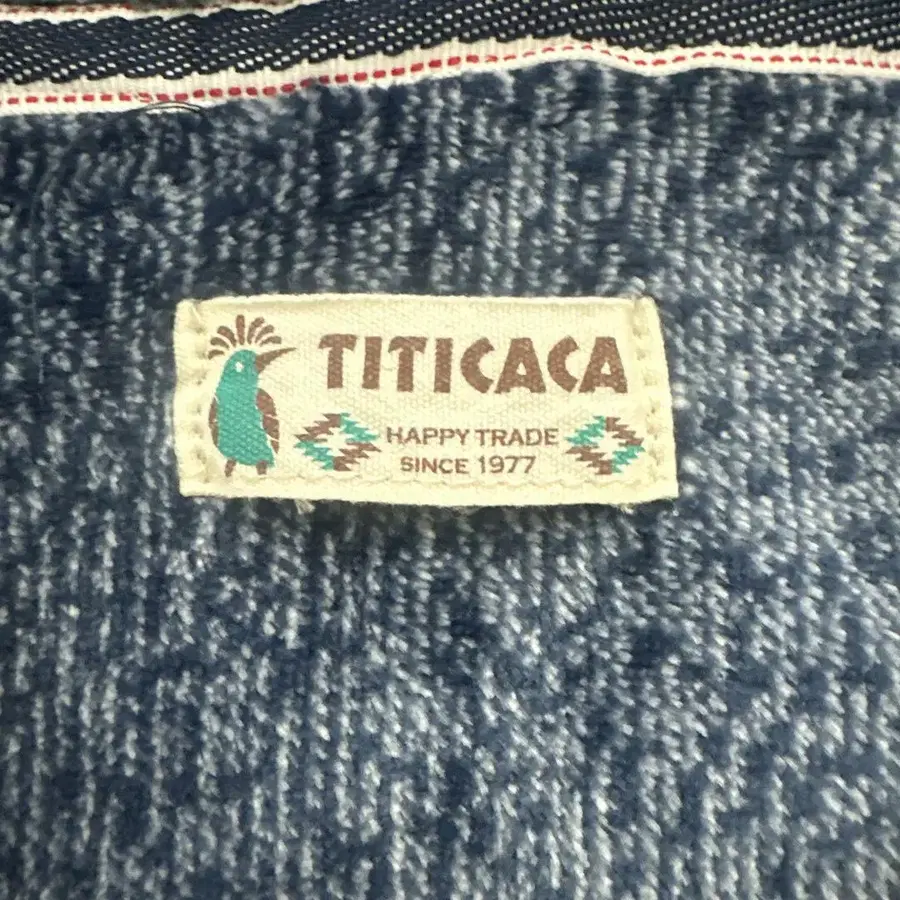 TITICACA
HAPPY TRADE
SINCE 1977